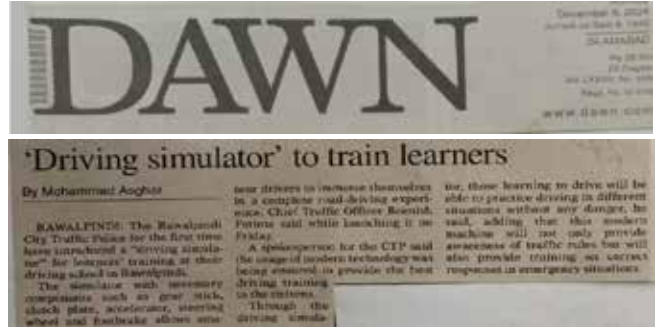 DAWN
December 6, 2024
ISLAMABAD
www.dawn.com
'Driving simulator' to train learners
By Mohammad Asghar
RAWALPINDI: The Rawalpindi
City Traffic Police for the first time
have introduced a "driving simula-
tor" for learners' training at their
driving school in Rawalpindi.
The simulator with necessary
components such as gear stick,
clutch plate, accelerator, steering
wheel and footbrake allows
drivers to immerse themselves
in a complete road-driving experi-
ence, Chief Traffic Officer Beenish
Fatima said while launching it on
Friday.
A spokesperson for the CTP said
the usage of modern technology was
being ensured to provide the best
driving training
to the citizens.
Through the
driving simula-
tor, those learning to drive will be
able to practice driving in different
situations without any danger, he
said, adding that this modern
machine will not only provide
awareness of traffic rules but will
also provide training on correct
responses in emergency situations.